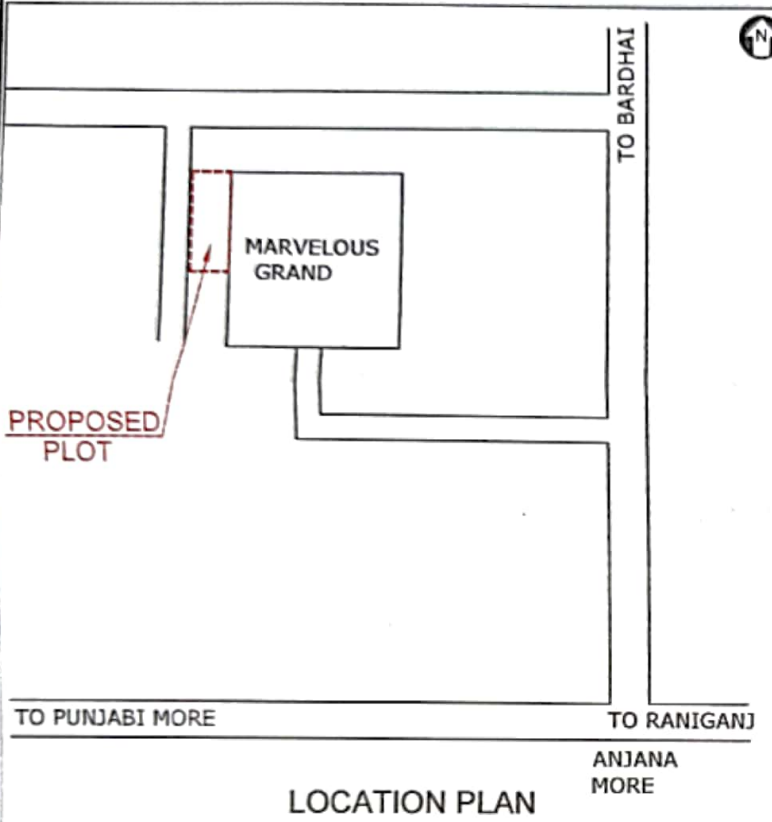 N
TO BARDHAI
MARVELOUS
GRAND
PROPOSED
PLOT
TO PUNJABI MORE
TO RANIGANJ
ANJANA
MORE
LOCATION PLAN